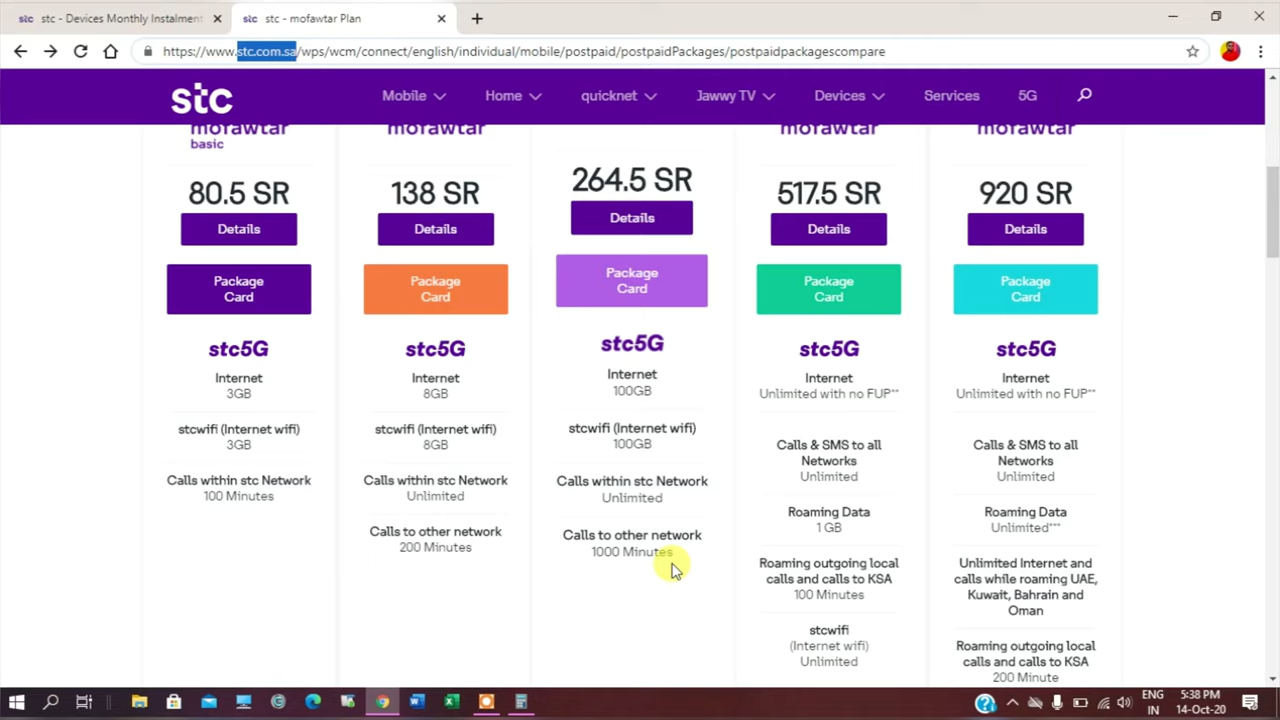 stc - Devices Monthly Instalment
stc - mofawtar Plan
https://www.stc.com.sa/wps/wcm/connect/english/individual/mobile/postpaid/postpaidPackages/postpaidpackagescompare
stc
Mobile
Home
quicknet
Jawwy TV
Devices
Services
5G
mofawtar
basic
80.5 SR
Details
Package
Card
stc5G
Internet
3GB
stcwifi (Internet wifi)
3GB
Calls within stc Network
100 Minutes
mofawtar
138 SR
Details
Package
Card
stc5G
Internet
8GB
stcwifi (Internet wifi)
8GB
Calls within stc Network
Unlimited
Calls to other network
200 Minutes
264.5 SR
Details
Package
Card
stc5G
Internet
100GB
stcwifi (Internet wifi)
100GB
Calls within stc Network
Unlimited
Calls to other network
1000 Minutes
mofawtar
517.5 SR
Details
Package
Card
stc5G
Internet
Unlimited with no FUP**
Calls & SMS to all
Networks
Unlimited
Roaming Data
1 GB
Roaming outgoing local
calls and calls to KSA
100 Minutes
stcwifi
(Internet wifi)
Unlimited
mofawtar
920 SR
Details
Package
Card
stc5G
Internet
Unlimited with no FUP**
Calls & SMS to all
Networks
Unlimited
Roaming Data
Unlimited***
Unlimited Internet and
calls while roaming UAE,
Kuwait, Bahrain and
Oman
Roaming outgoing local
calls and calls to KSA
200 Minute
ENG
IN
5:38 PM
14-Oct-20